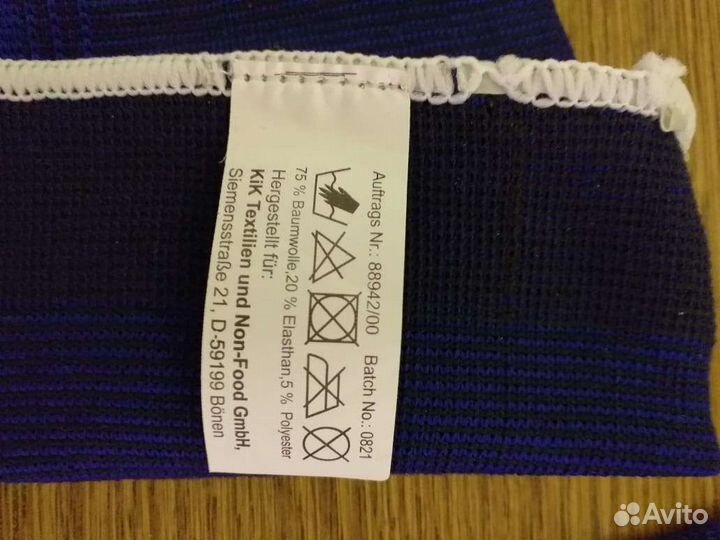 Auftrags Nr.: 88942/00 Batch No.: 0821
75 % Baumwolle,20 % Elasthan,5 % Polyester
Hergestellt für:
KiK Textilien und Non-Food GmbH,
Siemensstraße 21, D-59199 Bönen
Avito